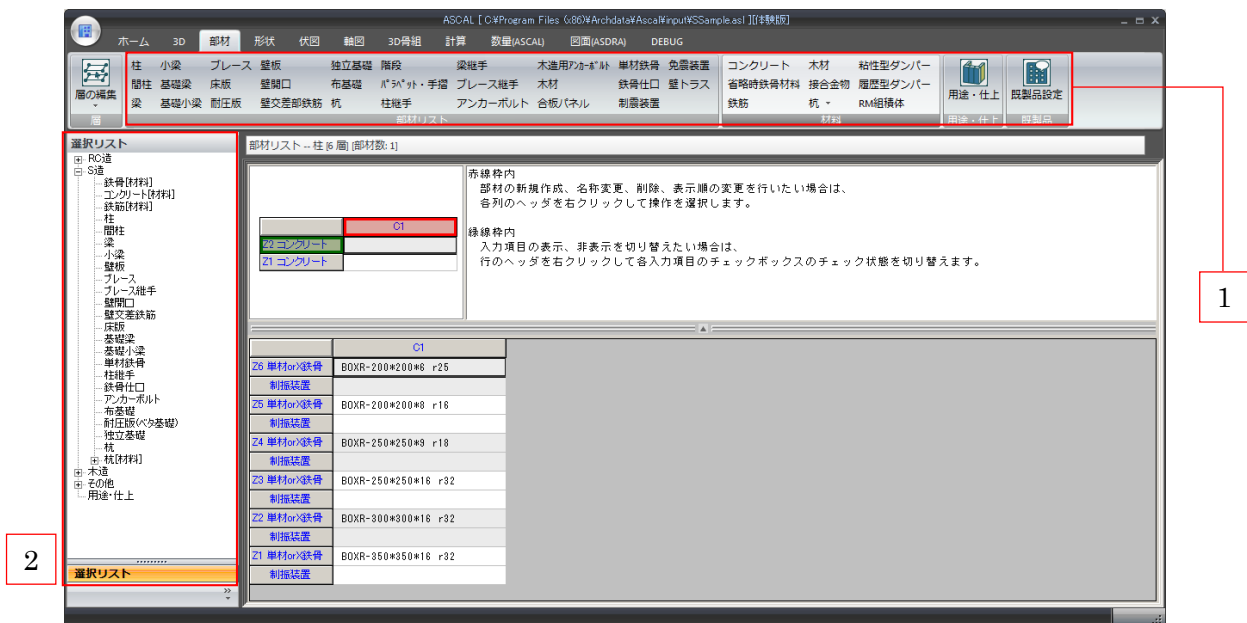 ASCAL [ C:¥Program Files (x86)¥Archdata¥Ascal¥input¥SSample.asl ][体験版]
ホーム 3D 部材 形状 伏図 軸図 3D骨組 計算 数量(ASCAL) 図面(ASDRA) DEBUG
柱 小梁 ブレース 壁板 独立基礎 階段 梁継手 木造用アンカーボルト 単材鉄骨 免震装置 コンクリート 木材 粘性型ダンパー
間柱 基礎梁 床版 壁開口 布基礎 パラペット・手摺 ブレース継手 木材 鉄骨仕口 壁トラス 省略時鉄骨材料 接合金物 履歴型ダンパー
層の編集 用途・仕上 既製品設定
梁 基礎小梁 耐圧版 壁交差部鉄筋 杭 柱継手 アンカーボルト 合板パネル 制震装置 鉄筋 杭 RM組積体
層 部材リスト 材料 用途・仕上 既製品
1
選択リスト
RC造
S造
鉄骨[材料]
コンクリート[材料]
鉄筋[材料]
柱
間柱
梁
小梁
壁板
ブレース
ブレース継手
壁開口
壁交差鉄筋
床版
基礎梁
基礎小梁
単材鉄骨
柱継手
鉄骨仕口
アンカーボルト
布基礎
耐圧版(ベタ基礎)
独立基礎
杭
杭[材料]
木造
その他
用途・仕上
選択リスト
2
部材リスト -- 柱 [6 層] [部材数: 1]
C1
Z2 コンクリート
Z1 コンクリート
赤線枠内
部材の新規作成、名称変更、削除、表示順の変更を行いたい場合は、
各列のヘッダを右クリックして操作を選択します。
緑線枠内
入力項目の表示、非表示を切り替えたい場合は、
行のヘッダを右クリックして各入力項目のチェックボックスのチェック状態を切り替えます。
C1
Z6 単材or〉〈鉄骨 BOXR-200*200*6 r25
制振装置
Z5 単材or〉〈鉄骨 BOXR-200*200*8 r16
制振装置
Z4 単材or〉〈鉄骨 BOXR-250*250*9 r18
制振装置
Z3 単材or〉〈鉄骨 BOXR-250*250*16 r32
制振装置
Z2 単材or〉〈鉄骨 BOXR-300*300*16 r32
制振装置
Z1 単材or〉〈鉄骨 BOXR-350*350*16 r32
制振装置